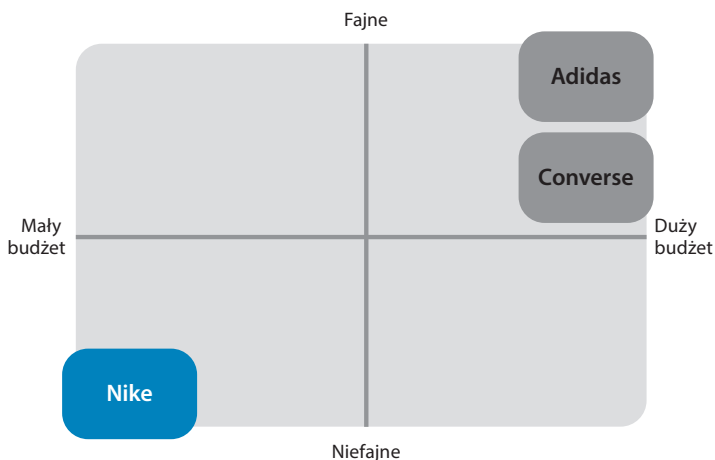 Fajne
Adidas
Converse
Mały
budżet
Duży
budżet
Nike
Niefajne